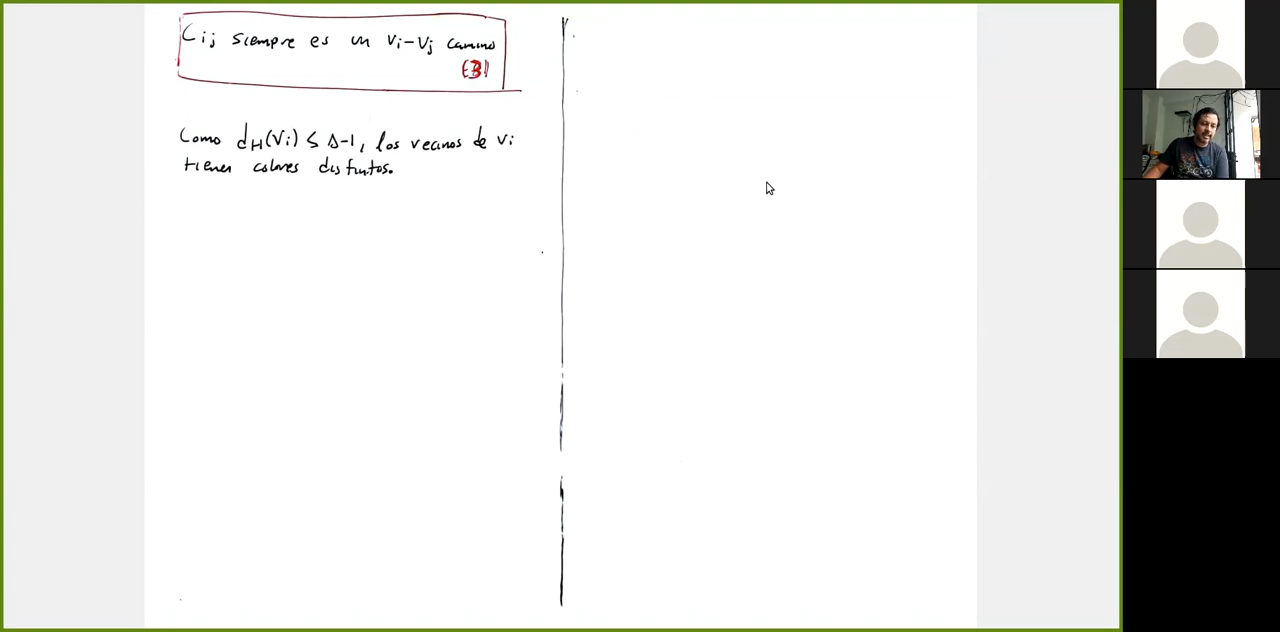 Cij siempre es un vi-vj camino
(3)
Como dH(vi) ≤ Δ-1, los vecinos de vi
tienen colores distintos.